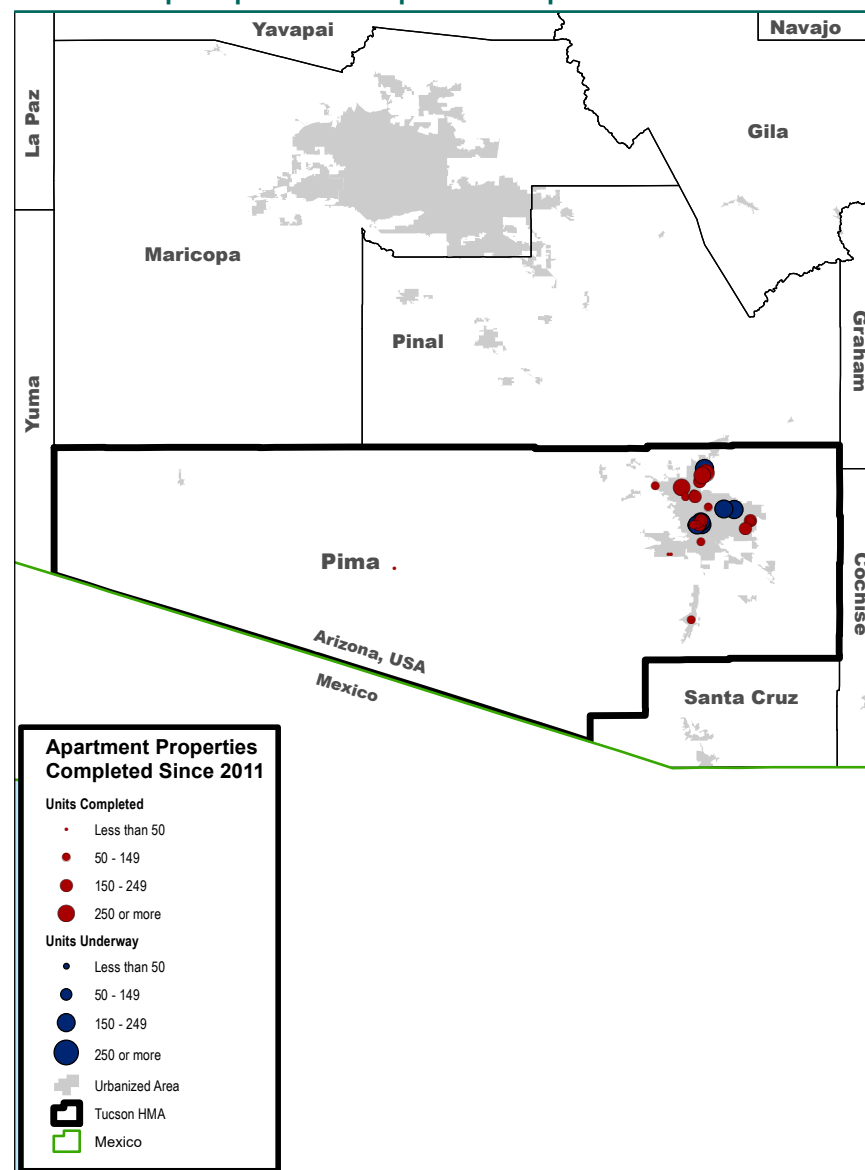 Yavapai
Navajo
La Paz
Gila
Maricopa
Pinal
Graham
Yuma
Pima
Cochise
Arizona, USA
Mexico
Santa Cruz
Apartment Properties
Completed Since 2011
Units Completed
Less than 50
50 - 149
150 - 249
250 or more
Units Underway
Less than 50
50 - 149
150 - 249
250 or more
Urbanized Area
Tucson HMA
Mexico